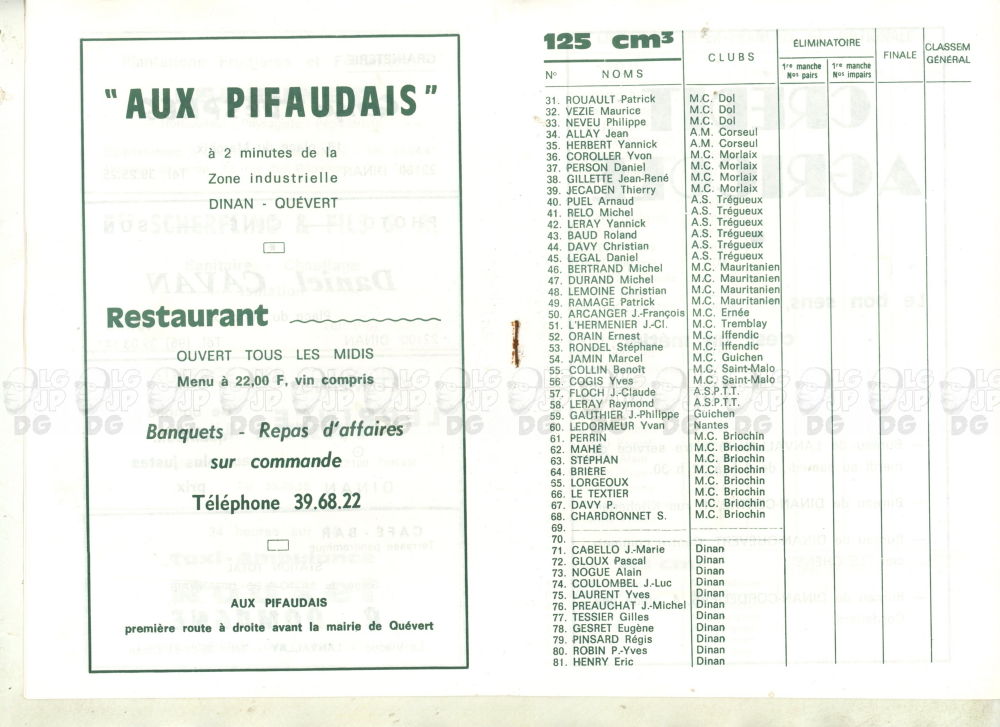 "AUX PIFAUDAIS"
à 2 minutes de la
Zone industrielle
DINAN - QUÉVERT
Restaurant
OUVERT TOUS LES MIDIS
Menu à 22,00 F, vin compris
Banquets - Repas d'affaires
sur commande
Téléphone 39.68.22
AUX PIFAUDAIS
première route à droite avant la mairie de Quévert
125 cm³
No NOMS CLUBS ÉLIMINATOIRE FINALE CLASSEM GÉNÉRAL
1re manche Nos pairs 1re manche Nos impairs
31. ROUAULT Patrick M.C. Dol
32. VEZIE Maurice M.C. Dol
33. NEVEU Philippe M.C. Dol
34. ALLAY Jean A.M. Corseul
35. HERBERT Yannick A.M. Corseul
36. COROLLER Yvon M.C. Morlaix
37. PERSON Daniel M.C. Morlaix
38. GILLETTE Jean-René M.C. Morlaix
39. JECADEN Thierry M.C. Morlaix
40. PUEL Arnaud A.S. Trégueux
41. RELO Michel A.S. Trégueux
42. LERAY Yannick A.S. Trégueux
43. BAUD Roland A.S. Trégueux
44. DAVY Christian A.S. Trégueux
45. LEGAL Daniel A.S. Trégueux
46. BERTRAND Michel M.C. Mauritanien
47. DURAND Michel M.C. Mauritanien
48. LEMOINE Christian M.C. Mauritanien
49. RAMAGE Patrick M.C. Mauritanien
50. ARCANGER J.-François M.C. Ernée
51. L'HERMENIER J.-Cl. M.C. Tremblay
52. ORAIN Ernest M.C. Iffendic
53. RONDEL Stéphane M.C. Iffendic
54. JAMIN Marcel M.C. Guichen
55. COLLIN Benoît M.C. Saint-Malo
56. COGIS Yves M.C. Saint-Malo
57. FLOCH J.-Claude A.S.P.T.T.
58. LERAY Raymond A.S.P.T.T.
59. GAUTHIER J.-Philippe Guichen
60. LEDORMEUR Yvan Nantes
61. PERRIN M.C. Briochin
62. MAHÉ M.C. Briochin
63. STÉPHAN M.C. Briochin
64. BRIÈRE M.C. Briochin
55. LORGEOUX M.C. Briochin
66. LE TEXTIER M.C. Briochin
67. DAVY P. M.C. Briochin
68. CHARDRONNET S. M.C. Briochin
69.
70.
71. CABELLO J.-Marie Dinan
72. GLOUX Pascal Dinan
73. NOGUE Alain Dinan
74. COULOMBEL J.-Luc Dinan
75. LAURENT Yves Dinan
76. PREAUCHAT J.-Michel Dinan
77. TESSIER Gilles Dinan
78. GESRET Eugène Dinan
79. PINSARD Régis Dinan
80. ROBIN P.-Yves Dinan
81. HENRY Eric Dinan